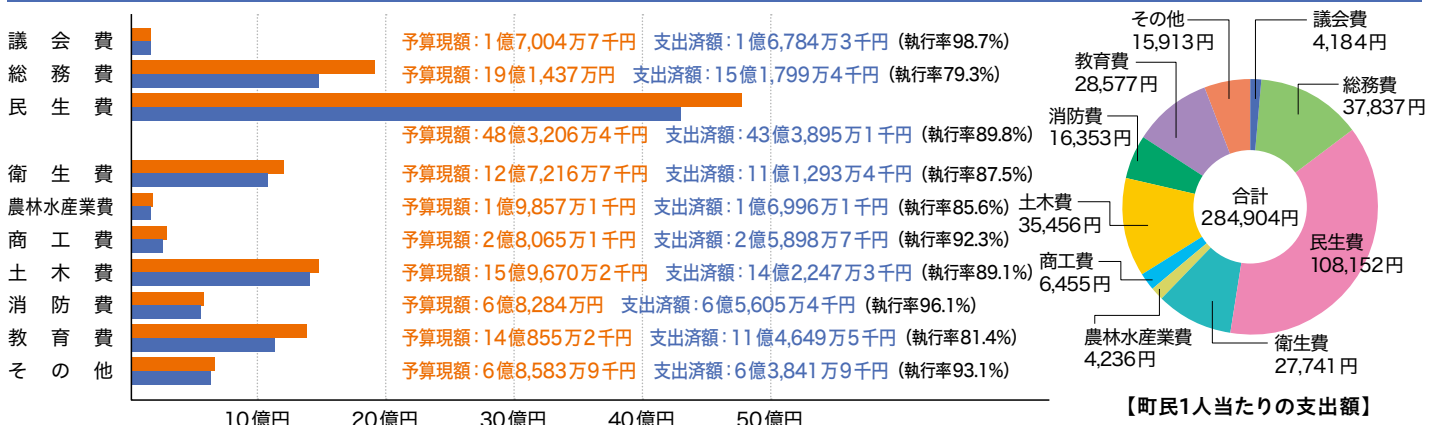 議会費 予算現額：1億7,004万7千円 支出済額：1億6,784万3千円（執行率98.7%）
総務費 予算現額：19億1,437万円 支出済額：15億1,799万4千円（執行率79.3%）
民生費
予算現額：48億3,206万4千円 支出済額：43億3,895万1千円（執行率89.8%）
衛生費 予算現額：12億7,216万7千円 支出済額：11億1,293万4千円（執行率87.5%）
農林水産業費 予算現額：1億9,857万1千円 支出済額：1億6,996万1千円（執行率85.6%）
商工費 予算現額：2億8,065万1千円 支出済額：2億5,898万7千円（執行率92.3%）
土木費 予算現額：15億9,670万2千円 支出済額：14億2,247万3千円（執行率89.1%）
消防費 予算現額：6億8,284万円 支出済額：6億5,605万4千円（執行率96.1%）
教育費 予算現額：14億855万2千円 支出済額：11億4,649万5千円（執行率81.4%）
その他 予算現額：6億8,583万9千円 支出済額：6億3,841万9千円（執行率93.1%）
10億円 20億円 30億円 40億円 50億円
議会費
4,184円
総務費
37,837円
民生費
108,152円
衛生費
27,741円
農林水産業費
4,236円
商工費
6,455円
土木費
35,456円
消防費
16,353円
教育費
28,577円
その他
15,913円
合計
284,904円
【町民1人当たりの支出額】